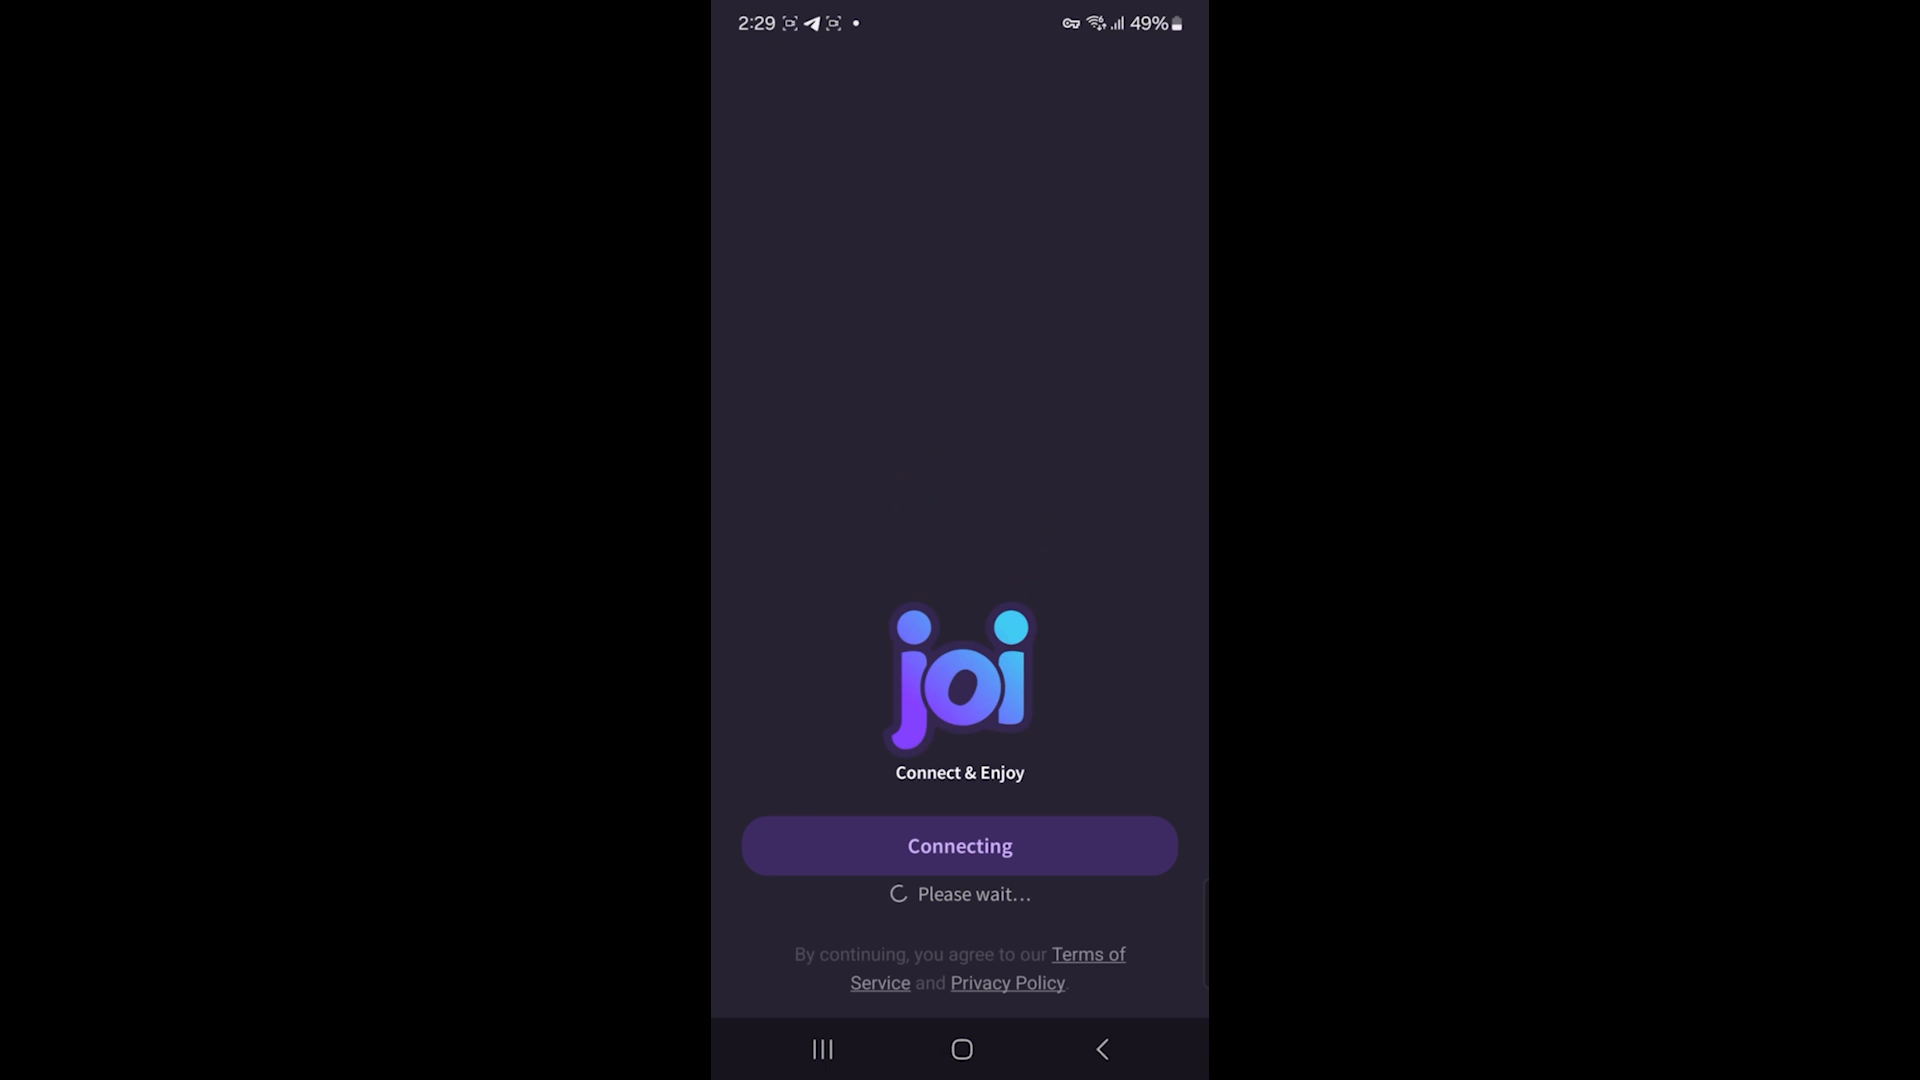 2:29
49%
joi
Connect & Enjoy
Connecting
Please wait...
By continuing, you agree to our Terms of
Service and Privacy Policy.